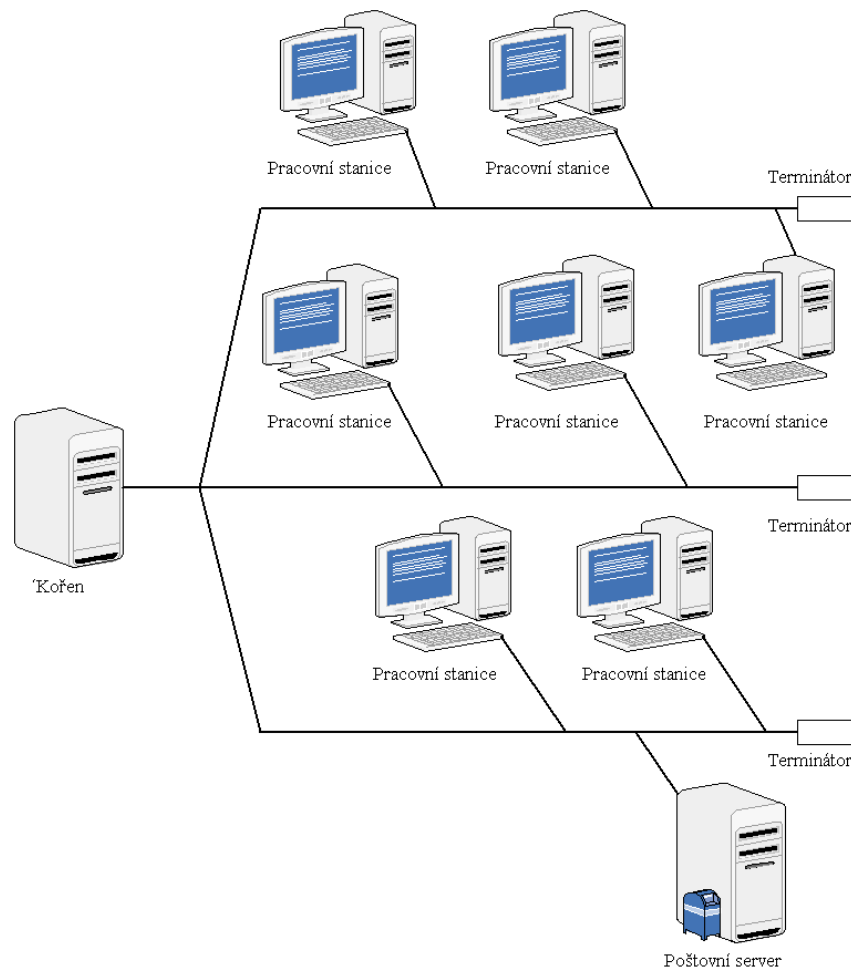 Pracovní stanice
Pracovní stanice
Terminátor
Pracovní stanice
Pracovní stanice
Pracovní stanice
Terminátor
´Kořen
Pracovní stanice
Pracovní stanice
Terminátor
Poštovní server